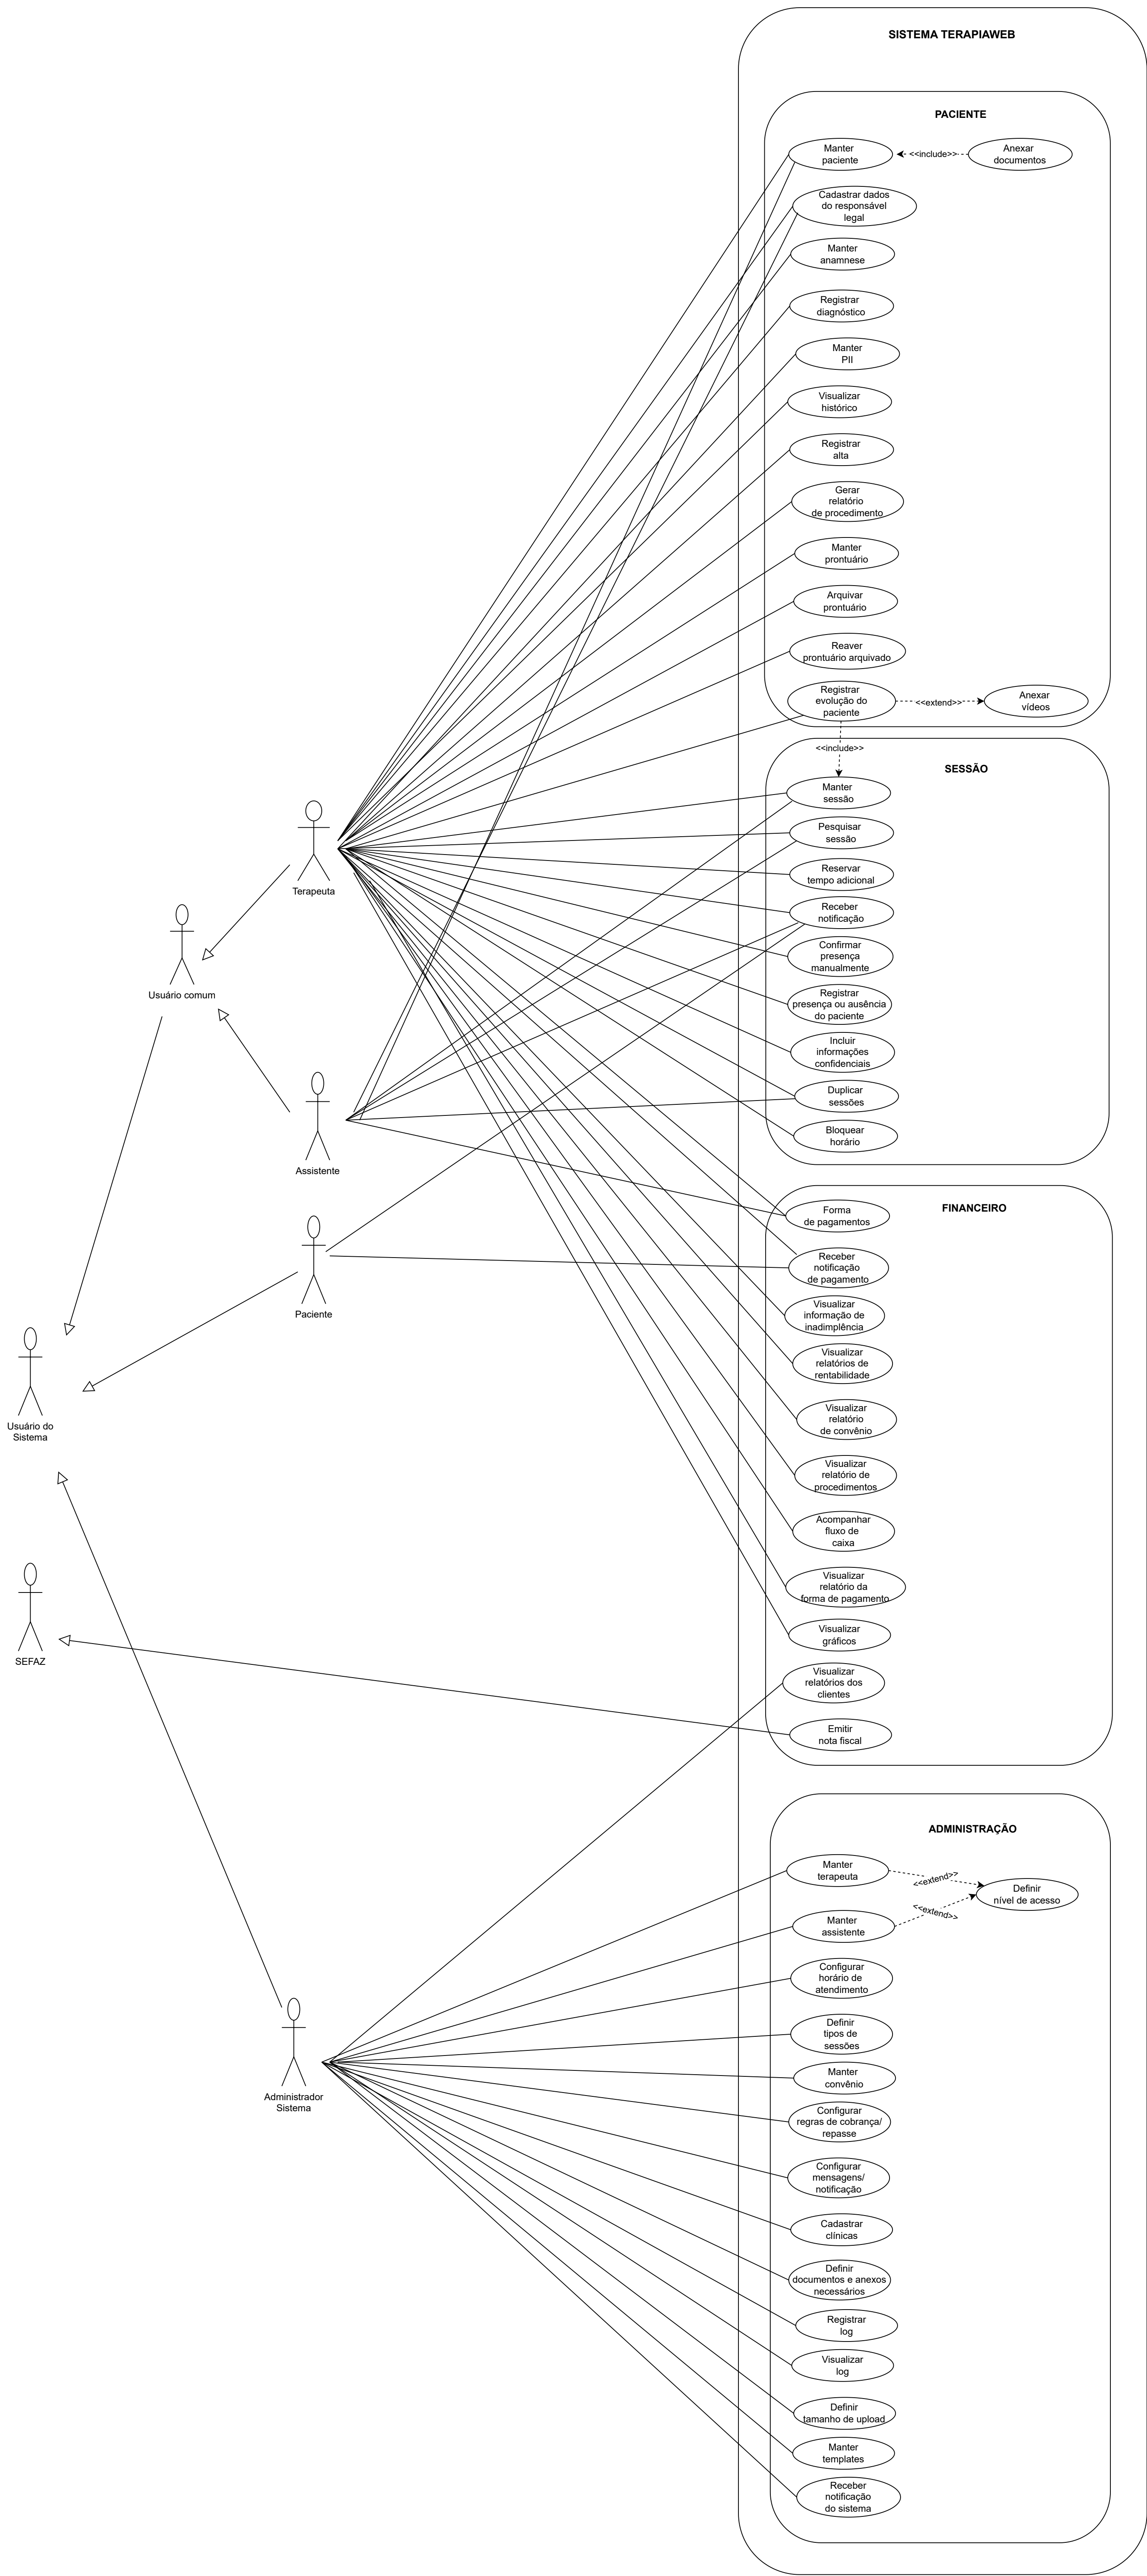 SISTEMA TERAPIAWEB
PACIENTE
Manter
paciente
<<include>>
Anexar
documentos
Cadastrar dados
do responsável
legal
Manter
anamnese
Registrar
diagnóstico
Manter
PII
Visualizar
histórico
Registrar
alta
Gerar
relatório
de procedimento
Manter
prontuário
Arquivar
prontuário
Reaver
prontuário arquivado
Registrar
evolução do
paciente
<<extend>>
Anexar
vídeos
<<include>>
SESSÃO
Manter
sessão
Pesquisar
sessão
Reservar
tempo adicional
Receber
notificação
Confirmar
presença
manualmente
Registrar
presença ou ausência
do paciente
Incluir
informações
confidenciais
Duplicar
sessões
Bloquear
horário
Terapeuta
Usuário comum
Assistente
Paciente
Usuário do
Sistema
SEFAZ
Administrador
Sistema
FINANCEIRO
Forma
de pagamentos
Receber
notificação
de pagamento
Visualizar
informação de
inadimplência
Visualizar
relatórios de
rentabilidade
Visualizar
relatório
de convênio
Visualizar
relatório de
procedimentos
Acompanhar
fluxo de
caixa
Visualizar
relatório da
forma de pagamento
Visualizar
gráficos
Visualizar
relatórios dos
clientes
Emitir
nota fiscal
ADMINISTRAÇÃO
Manter
terapeuta
<<extend>>
Definir
nível de acesso
<<extend>>
Manter
assistente
Configurar
horário de
atendimento
Definir
tipos de
sessões
Manter
convênio
Configurar
regras de cobrança/
repasse
Configurar
mensagens/
notificação
Cadastrar
clínicas
Definir
documentos e anexos
necessários
Registrar
log
Visualizar
log
Definir
tamanho de upload
Manter
templates
Receber
notificação
do sistema